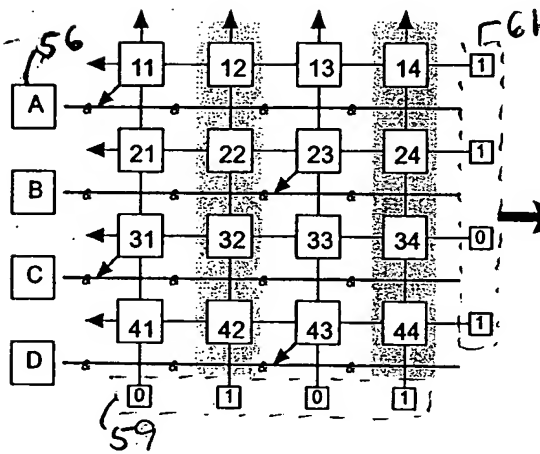 56 61
11 12 13 14 1
A
a a a a
21 22 23 24 1
B
a a a a
31 32 33 34 0
C
a a a a
41 42 43 44 1
D
a a a a
0 1 0 1
59